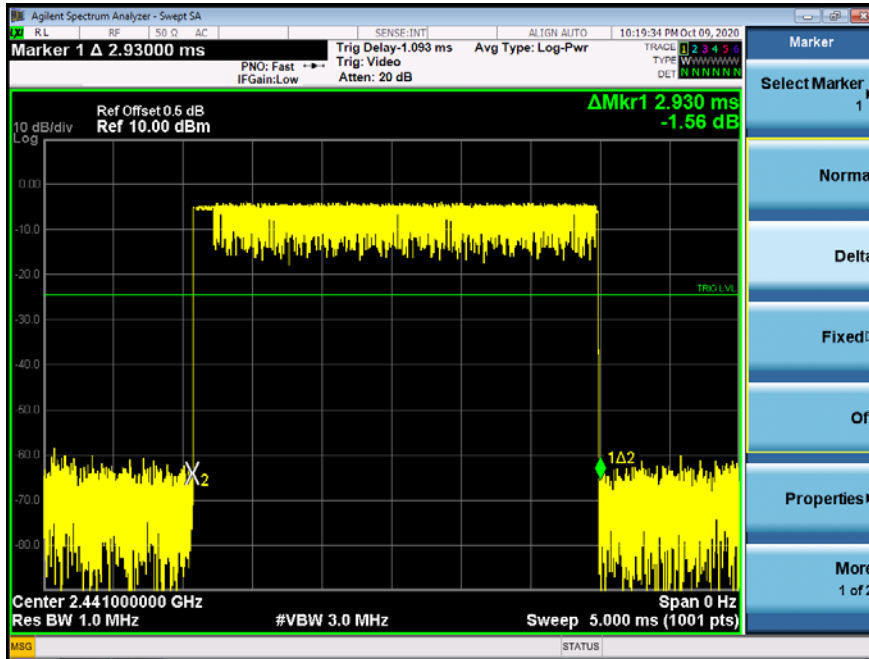 Agilent Spectrum Analyzer - Swept SA
LXI RL RF 50 Ω AC SENSE:INT ALIGN AUTO 10:19:34 PM Oct 09, 2020
Marker 1 Δ 2.93000 ms
PNO: Fast
IFGain:Low
Trig Delay-1.093 ms
Trig: Video
Atten: 20 dB
Avg Type: Log-Pwr
TRACE 1 2 3 4 5 6
TYPE WWWWWW
DET N N N N N N
Marker
Select Marker
1
Norma
Delta
Fixed
Of
Properties
More
1 of 2
ΔMkr1 2.930 ms
-1.56 dB
Ref Offset 0.5 dB
10 dB/div Ref 10.00 dBm
Log
0.00
-10.0
-20.0
TRIG LVL
-30.0
-40.0
-50.0
-60.0
1Δ2
2
-70.0
-80.0
Center 2.441000000 GHz Span 0 Hz
Res BW 1.0 MHz #VBW 3.0 MHz Sweep 5.000 ms (1001 pts)
MSG STATUS